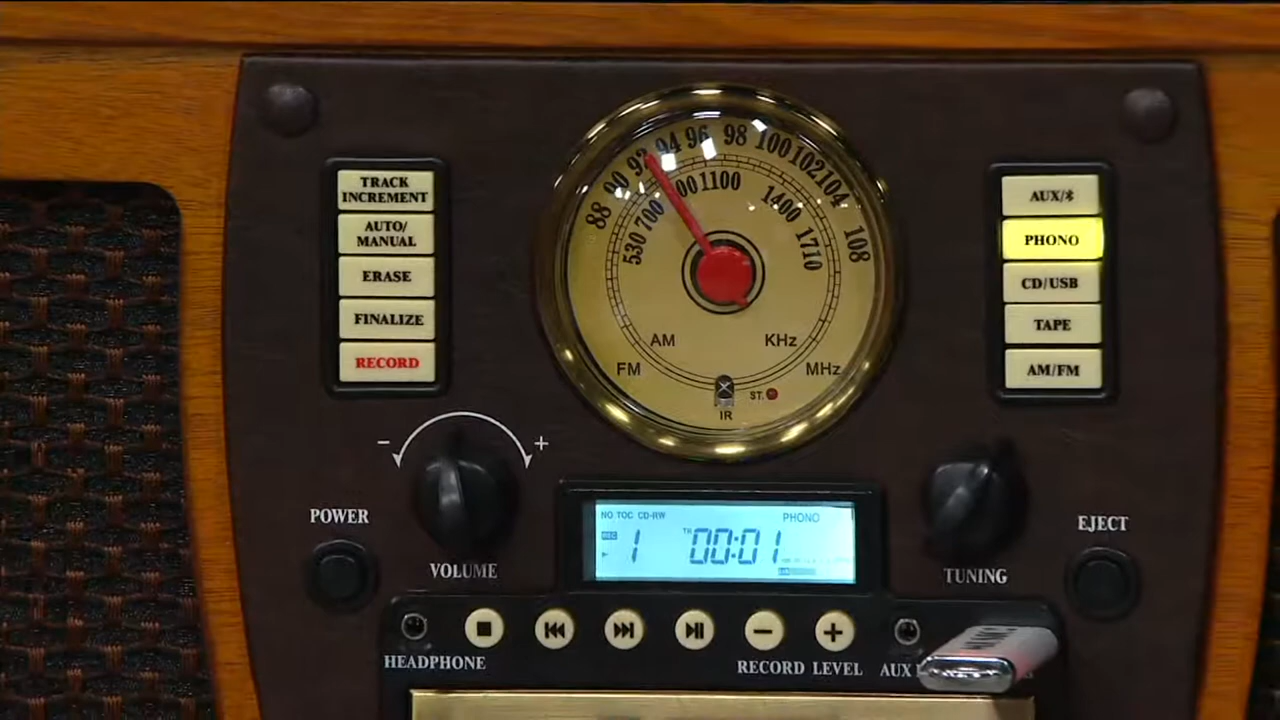 TRACK
INCREMENT
AUTO/
MANUAL
ERASE
FINALIZE
RECORD
88 90 92 94 96 98 100 102 104 108
530 700 1100 1400 1710
AM KHz
FM MHz
ST.
IR
AUX/
PHONO
CD/USB
TAPE
AM/FM
− +
POWER
VOLUME
NO TOC CD-RW PHONO
REC
1 TR 00:01
TUNING
EJECT
HEADPHONE
RECORD LEVEL
AUX